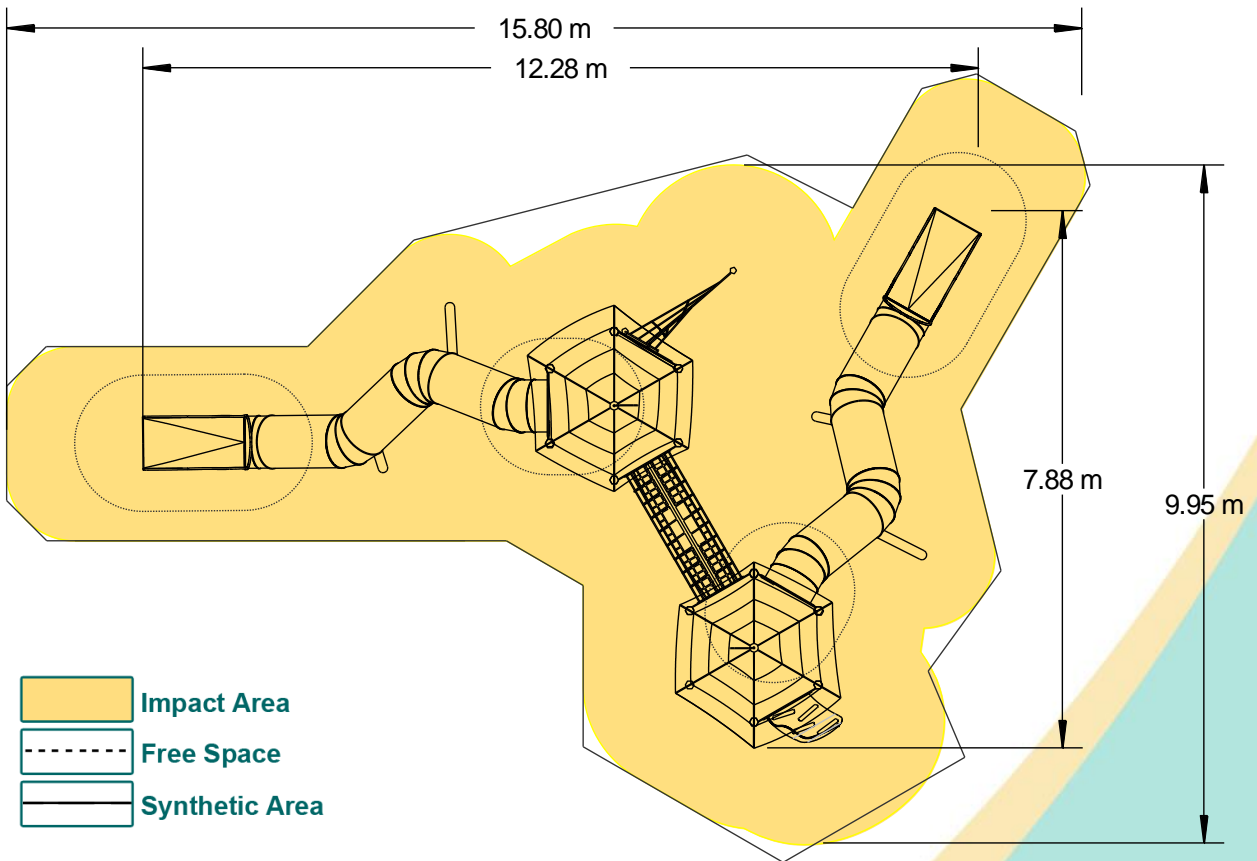 15.80 m
12.28 m
7.88 m
9.95 m
Impact Area
Free Space
Synthetic Area